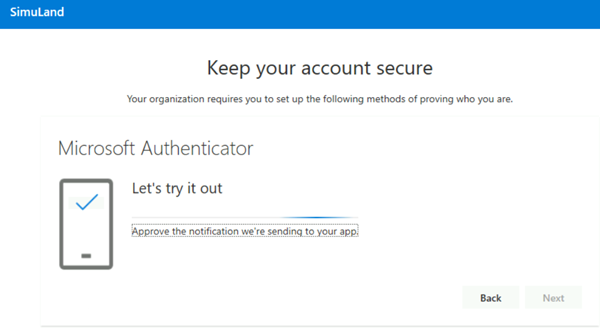 SimuLand
Keep your account secure
Your organization requires you to set up the following methods of proving who you are.
Microsoft Authenticator
Let's try it out
Approve the notification we're sending to your app.
Back
Next